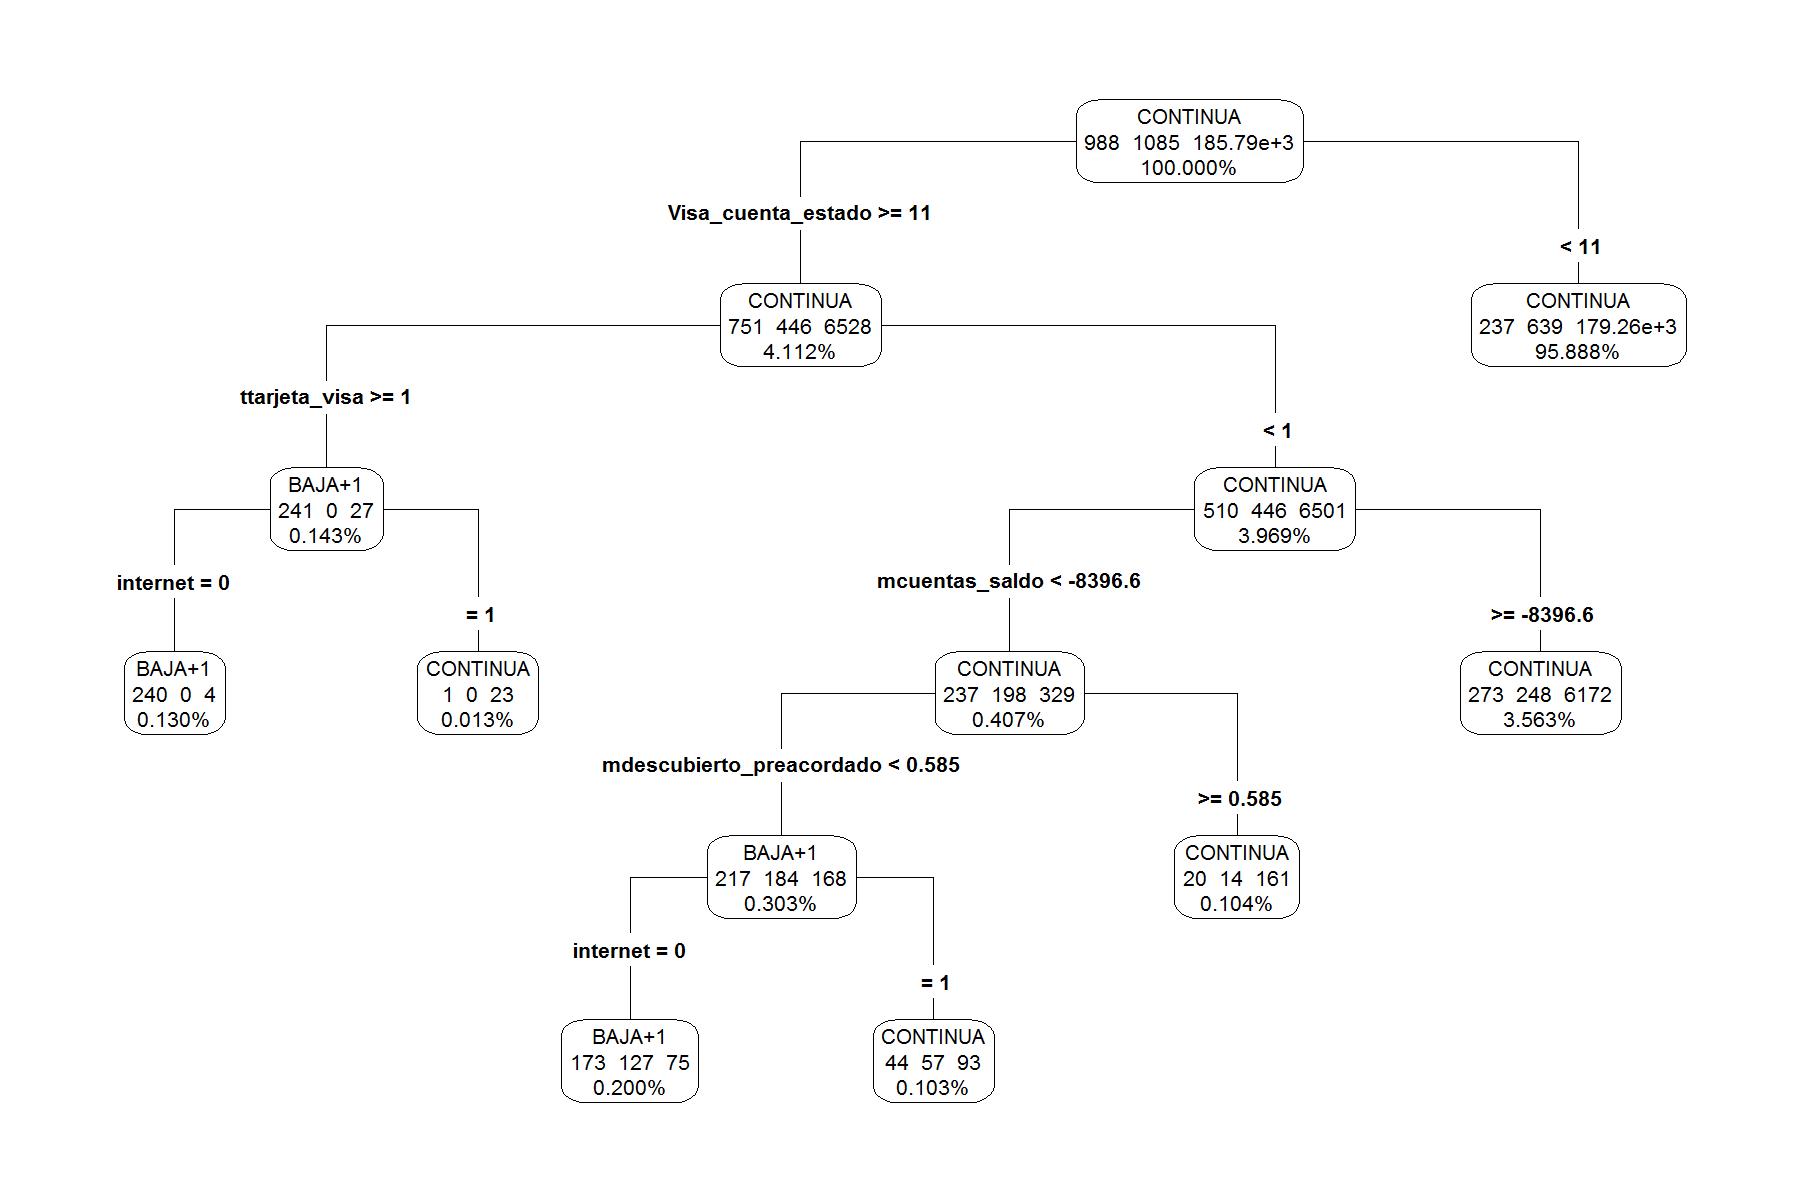 CONTINUA
988 1085 185.79e+3
100.000%
Visa_cuenta_estado >= 11
< 11
CONTINUA
751 446 6528
4.112%
CONTINUA
237 639 179.26e+3
95.888%
ttarjeta_visa >= 1
< 1
BAJA+1
241 0 27
0.143%
CONTINUA
510 446 6501
3.969%
internet = 0
= 1
mcuentas_saldo < -8396.6
>= -8396.6
BAJA+1
240 0 4
0.130%
CONTINUA
1 0 23
0.013%
CONTINUA
237 198 329
0.407%
CONTINUA
273 248 6172
3.563%
mdescubierto_preacordado < 0.585
>= 0.585
BAJA+1
217 184 168
0.303%
CONTINUA
20 14 161
0.104%
internet = 0
= 1
BAJA+1
173 127 75
0.200%
CONTINUA
44 57 93
0.103%